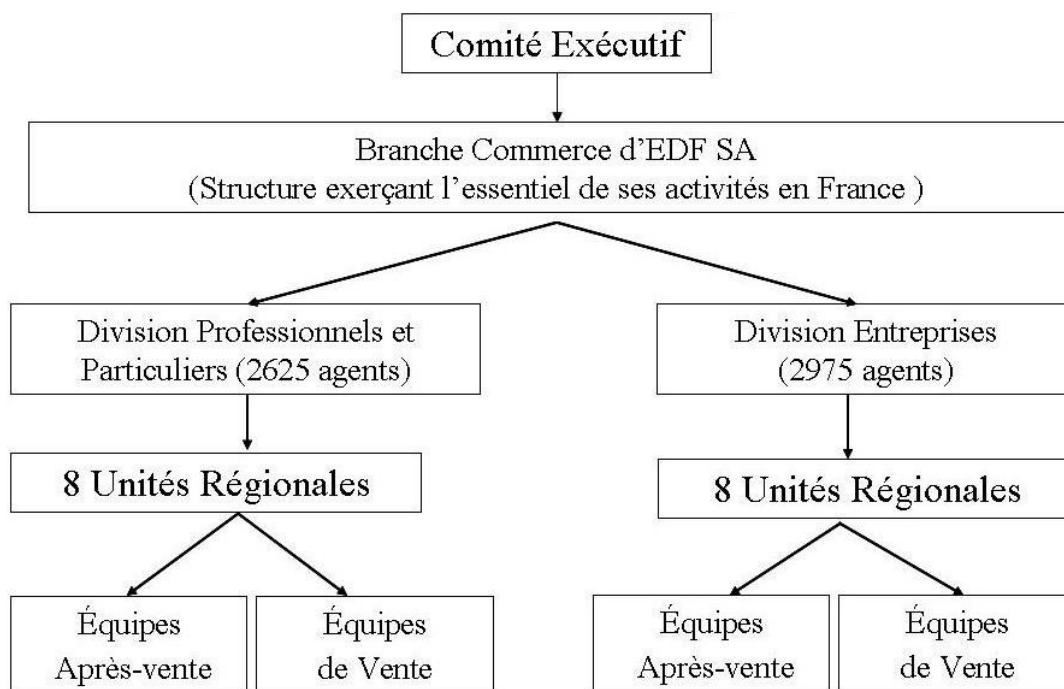 Comité Exécutif
Branche Commerce d'EDF SA
(Structure exerçant l'essentiel de ses activités en France )
Division Professionnels et
Particuliers (2625 agents)
Division Entreprises
(2975 agents)
8 Unités Régionales
8 Unités Régionales
Équipes
Après-vente
Équipes
de Vente
Équipes
Après-vente
Équipes
de Vente